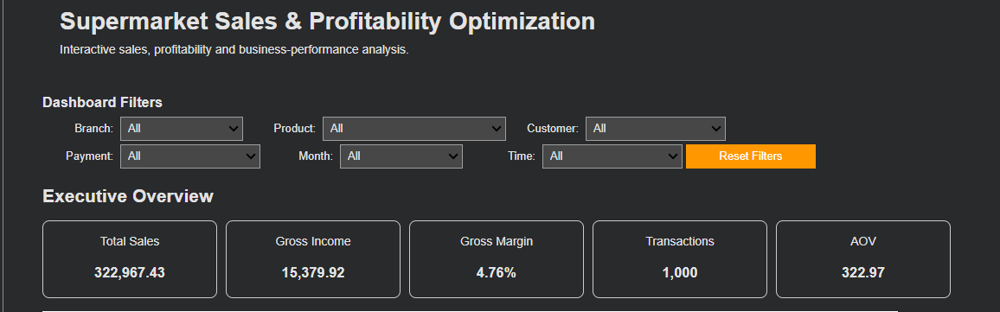 Supermarket Sales & Profitability Optimization
Interactive sales, profitability and business-performance analysis.
Dashboard Filters
Branch: All Product: All Customer: All
Payment: All Month: All Time: All Reset Filters
Executive Overview
Total Sales Gross Income Gross Margin Transactions AOV
322,967.43 15,379.92 4.76% 1,000 322.97